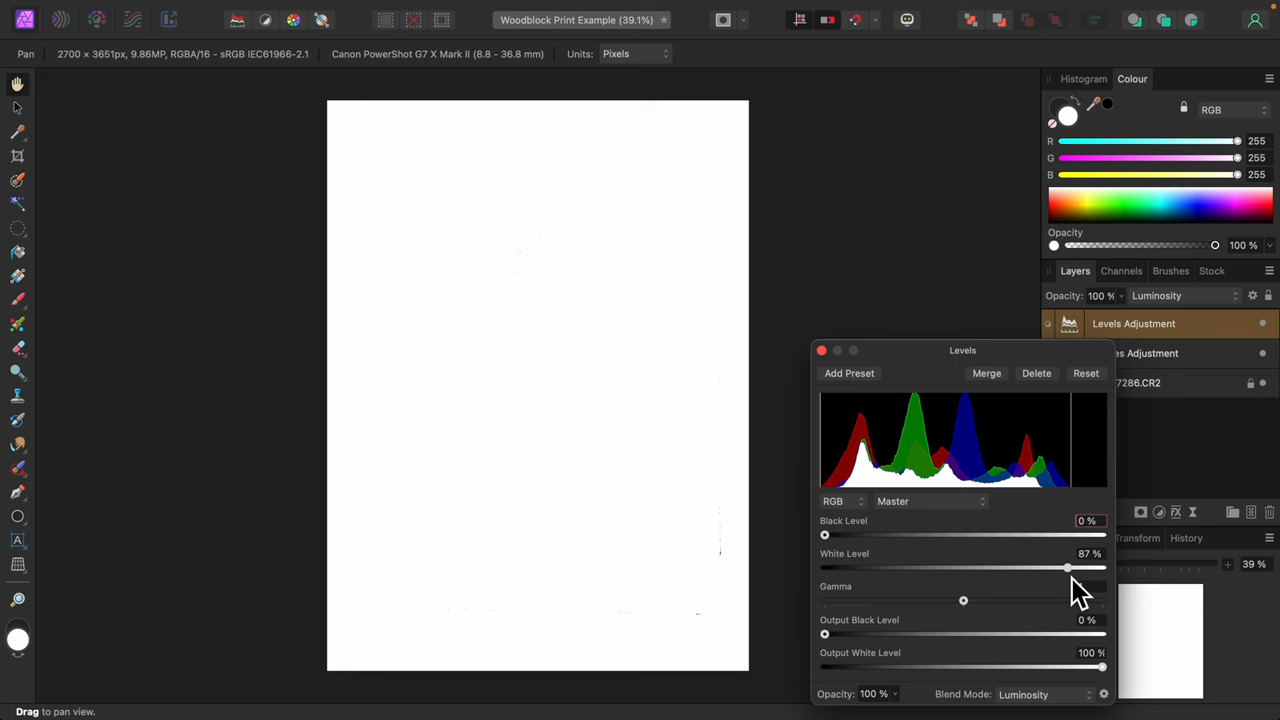 Woodblock Print Example (39.1%)
Pan
2700 × 3651px, 9.86MP, RGBA/16 - sRGB IEC61966-2.1
Canon PowerShot G7 X Mark II (8.8 - 36.8 mm)
Units:
Pixels
Histogram
Colour
RGB
R
255
G
255
B
255
Opacity
100 %
Layers
Channels
Brushes
Stock
Opacity:
100 %
Luminosity
Levels Adjustment
es Adjustment
7286.CR2
Levels
Add Preset
Merge
Delete
Reset
RGB
Master
Black Level
0 %
White Level
87 %
Gamma
Output Black Level
0 %
Output White Level
100 %
Opacity:
100 %
Blend Mode:
Luminosity
Transform
History
39 %
A
Drag to pan view.